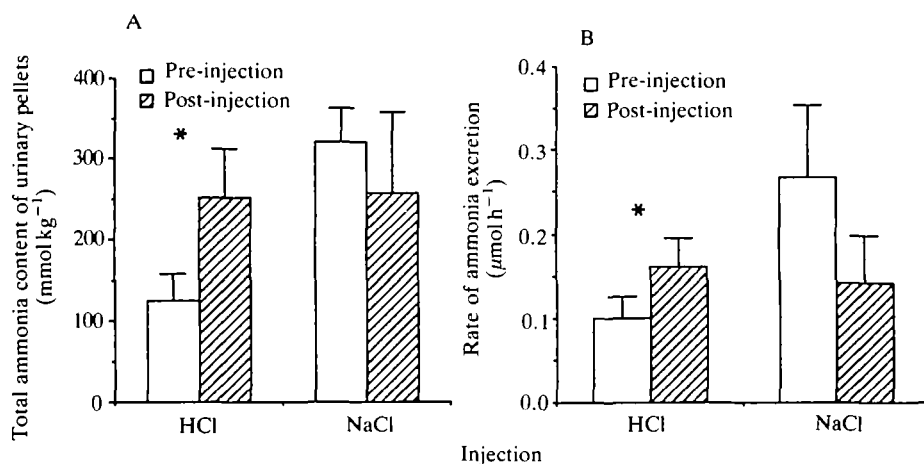 A
Pre-injection
Post-injection
Total ammonia content of urinary pellets
(mmol kg−1)
400
300
250
100
0
*
HCl
NaCl
B
Pre-injection
Post-injection
Rate of ammonia excretion
(μmol h−1)
0.4
0.3
0.2
0.1
0.0
*
HCl
NaCl
Injection